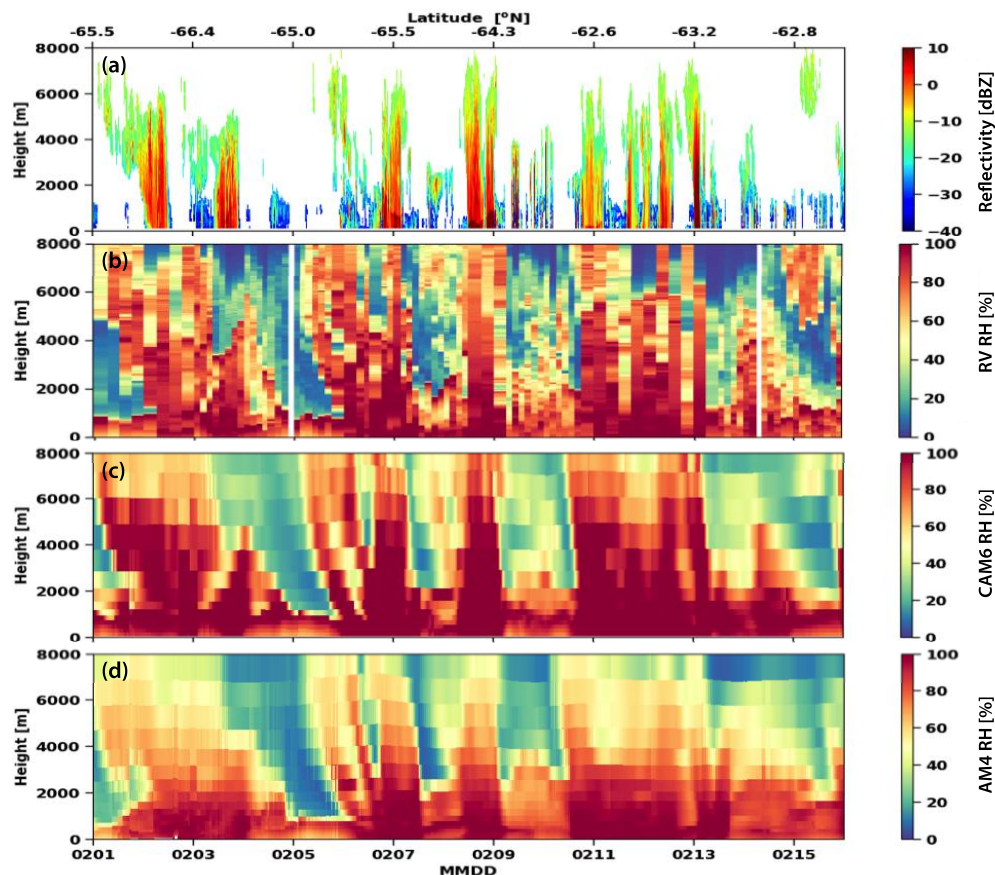 Latitude [°N]
-65.5 -66.4 -65.0 -65.5 -64.3 -62.6 -63.2 -62.8
(a)
Height [m]
8000
6000
4000
2000
0
10
0
−10
−20
−30
−40
Reflectivity [dBZ]
(b)
Height [m]
8000
6000
4000
2000
0
100
80
60
40
20
0
RV RH [%]
(c)
Height [m]
8000
6000
4000
2000
0
100
80
60
40
20
0
CAM6 RH [%]
(d)
Height [m]
8000
6000
4000
2000
0
100
80
60
40
20
0
AM4 RH [%]
0201 0203 0205 0207 0209 0211 0213 0215
MMDD